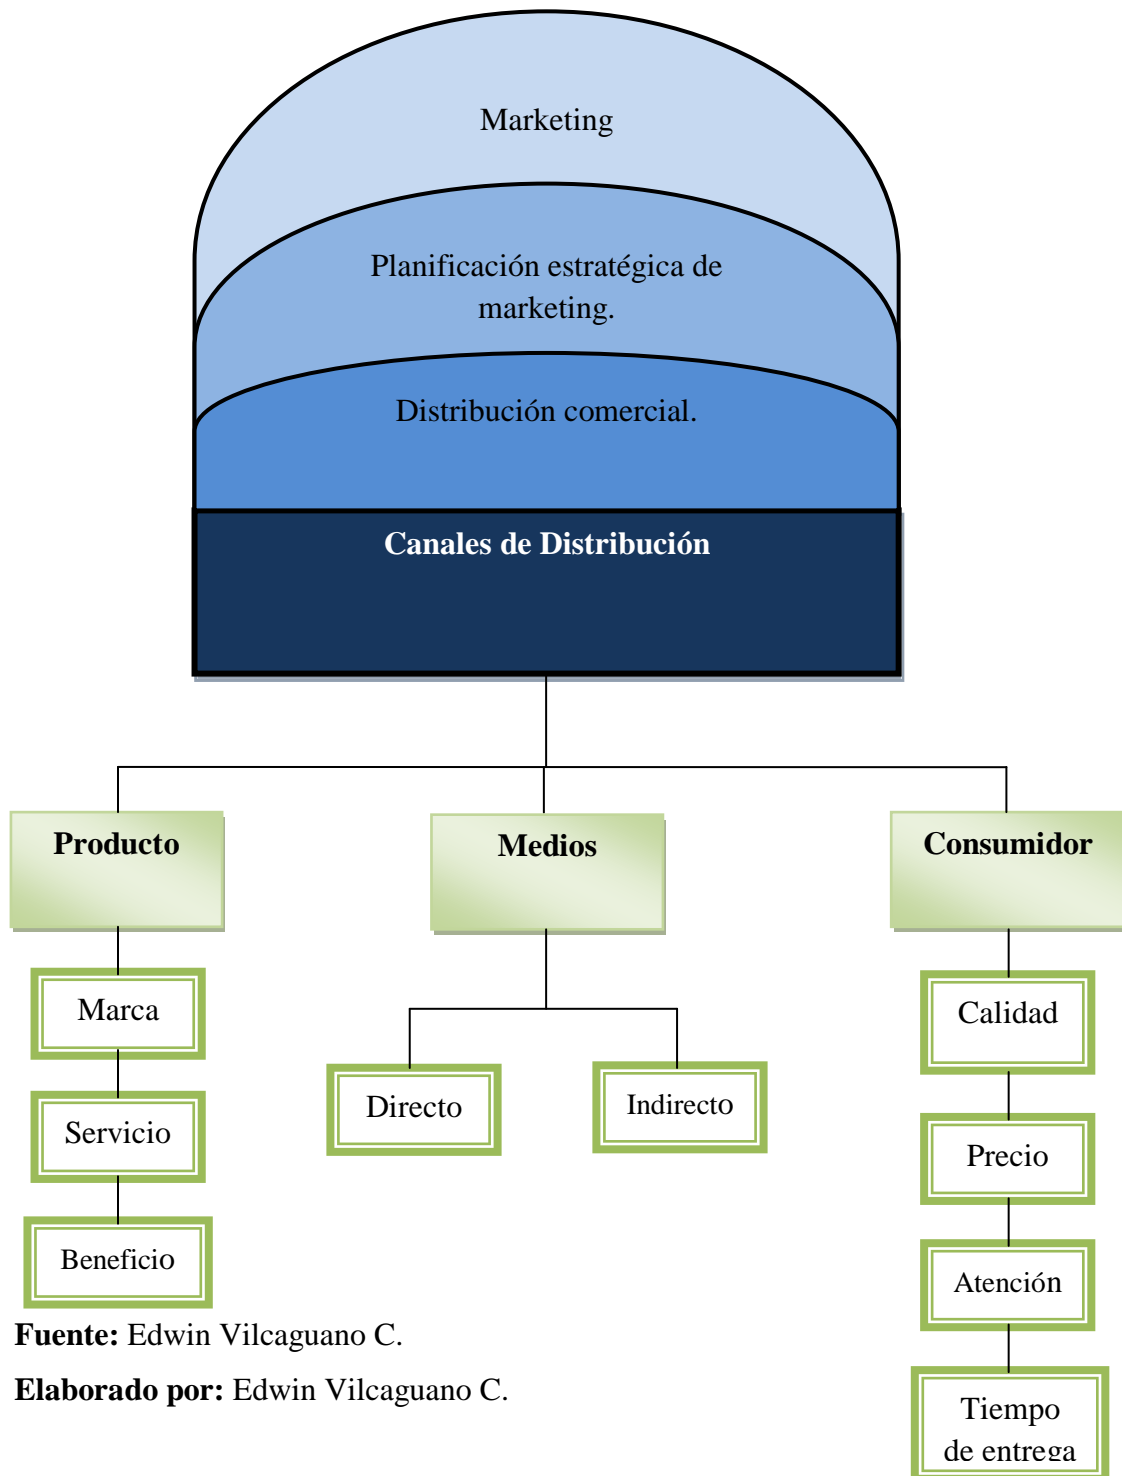 Marketing
Planificación estratégica de
marketing.
Distribución comercial.
Canales de Distribución
Producto
Medios
Consumidor
Marca
Servicio
Beneficio
Directo
Indirecto
Calidad
Precio
Atención
Tiempo
de entrega
Fuente: Edwin Vilcaguano C.
Elaborado por: Edwin Vilcaguano C.